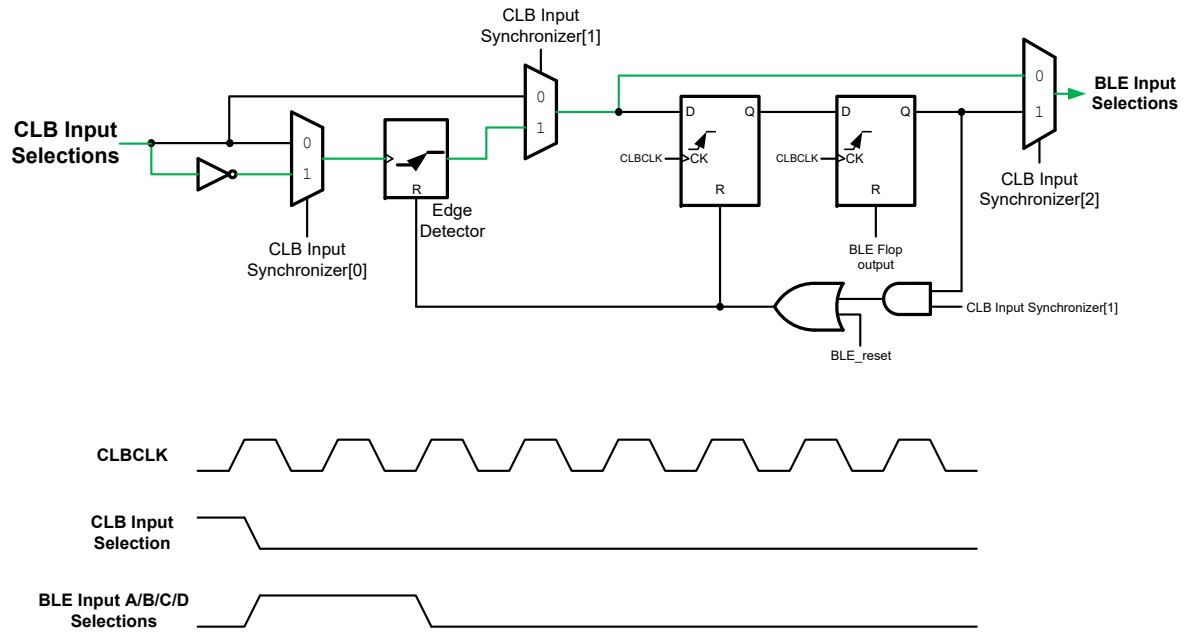 CLB Input
Synchronizer[1]
CLB Input
Selections
0
1
R
Edge
Detector
CLB Input
Synchronizer[0]
0
1
D
Q
CLBCLK
CK
R
D
Q
CLBCLK
CK
R
BLE Flop
output
0
1
BLE Input
Selections
CLB Input
Synchronizer[2]
CLB Input Synchronizer[1]
BLE_reset
CLBCLK
CLB Input
Selection
BLE Input A/B/C/D
Selections